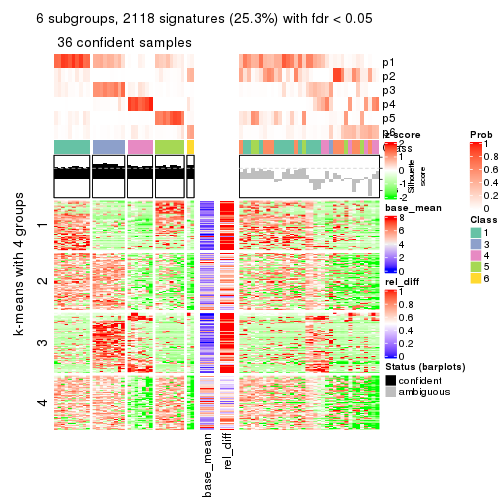 6 subgroups, 2118 signatures (25.3%) with fdr < 0.05
36 confident samples
p1
p2
p3
p4
p5
p6
Class
Silhouette
score
k-means with 4 groups
1
2
3
4
base_mean
rel_diff
z-score
2
1
0
-1
-2
base_mean
8
6
4
2
0
rel_diff
1
0.8
0.6
0.4
0.2
0
Status (barplots)
confident
ambiguous
Prob
1
0.8
0.6
0.4
0.2
0
Class
1
3
4
5
6